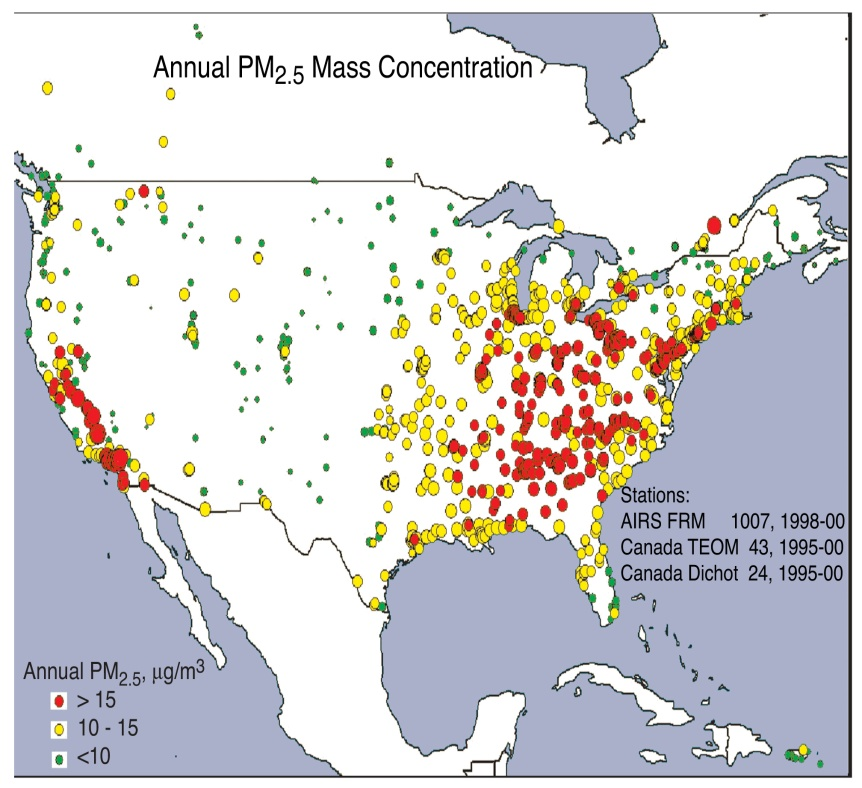 Annual PM2.5 Mass Concentration
Stations:
AIRS FRM 1007, 1998-00
Canada TEOM 43, 1995-00
Canada Dichot 24, 1995-00
Annual PM2.5, μg/m3
> 15
10 - 15
<10